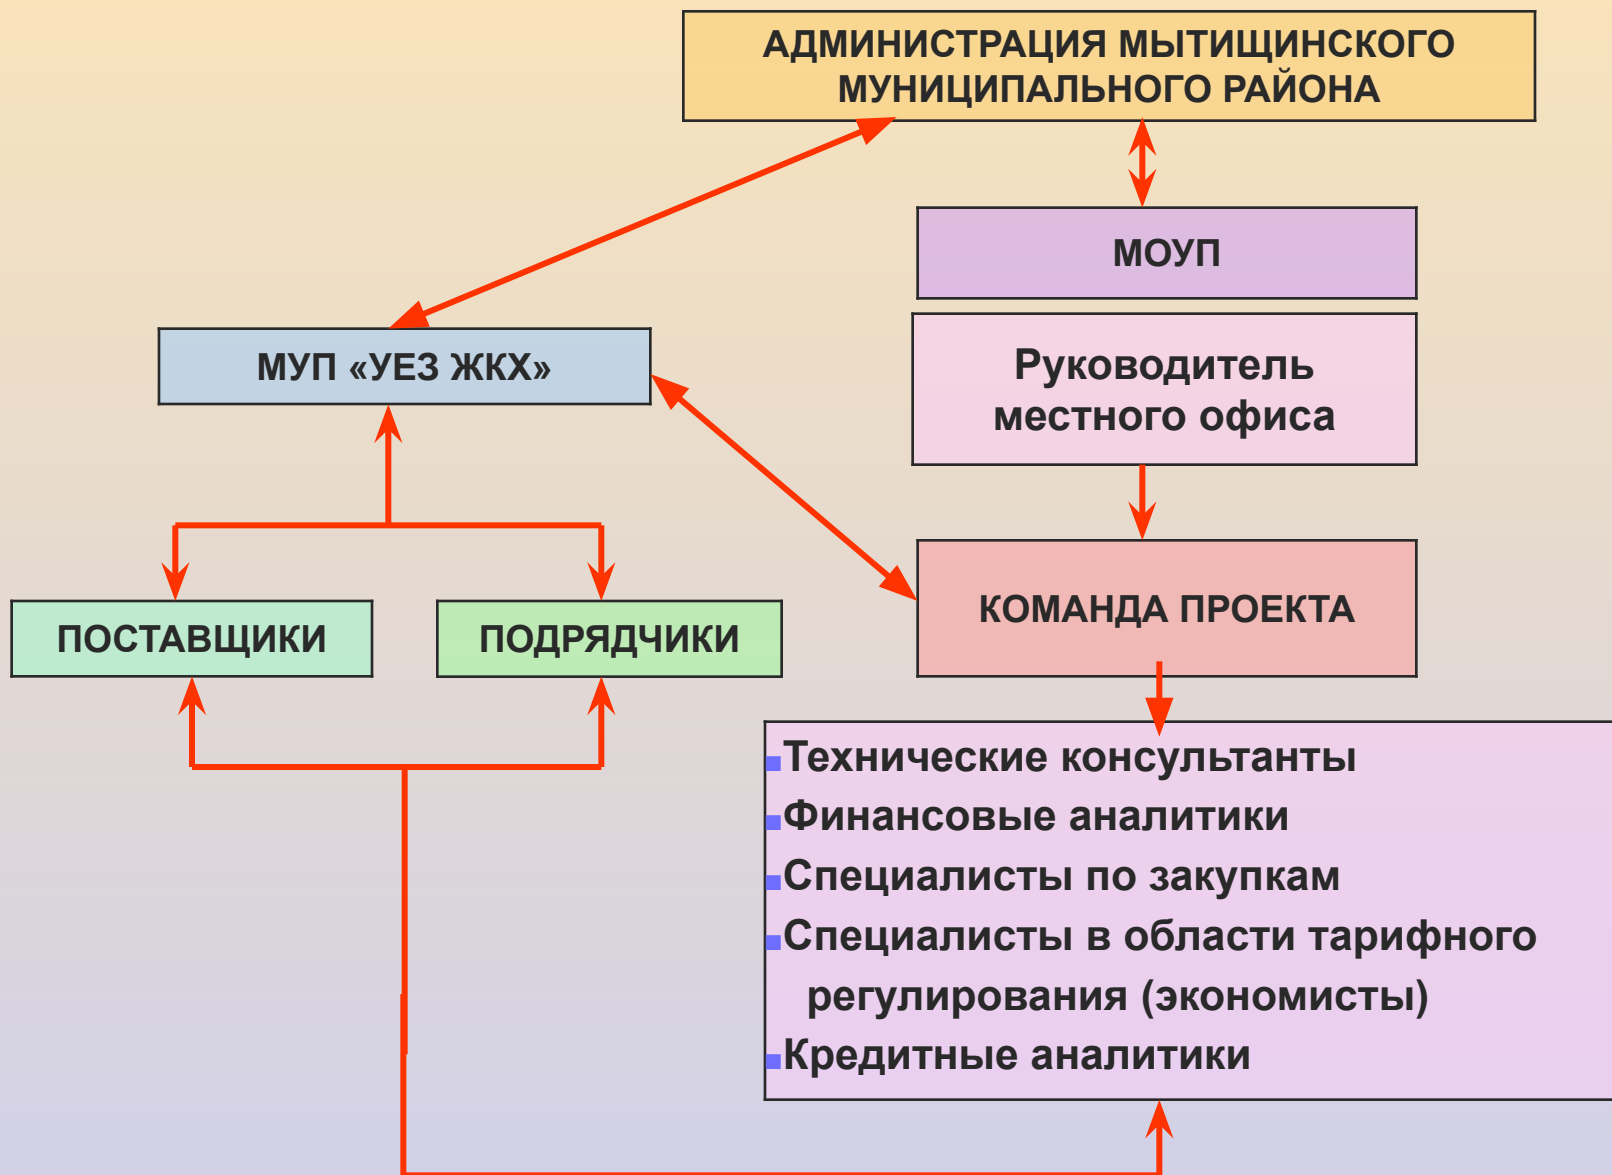 АДМИНИСТРАЦИЯ МЫТИЩИНСКОГО
МУНИЦИПАЛЬНОГО РАЙОНА
МОУП
Руководитель
местного офиса
МУП «УЕЗ ЖКХ»
КОМАНДА ПРОЕКТА
ПОСТАВЩИКИ
ПОДРЯДЧИКИ
Технические консультанты
Финансовые аналитики
Специалисты по закупкам
Специалисты в области тарифного
регулирования (экономисты)
Кредитные аналитики